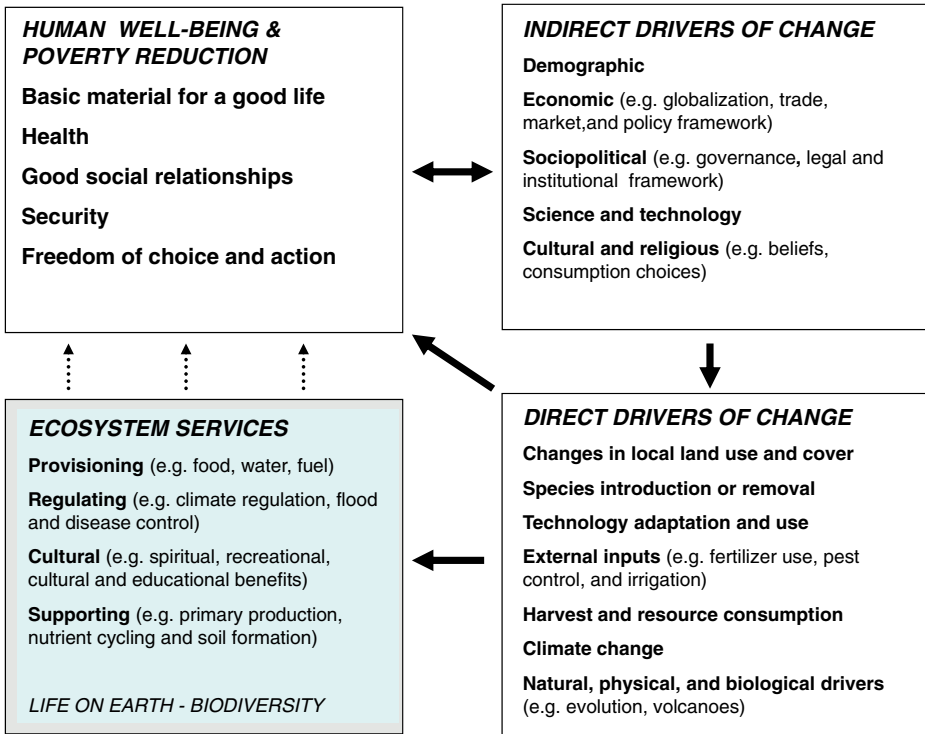 HUMAN WELL-BEING &
POVERTY REDUCTION
Basic material for a good life
Health
Good social relationships
Security
Freedom of choice and action
INDIRECT DRIVERS OF CHANGE
Demographic
Economic (e.g. globalization, trade,
market,and policy framework)
Sociopolitical (e.g. governance, legal and
institutional framework)
Science and technology
Cultural and religious (e.g. beliefs,
consumption choices)
ECOSYSTEM SERVICES
Provisioning (e.g. food, water, fuel)
Regulating (e.g. climate regulation, flood
and disease control)
Cultural (e.g. spiritual, recreational,
cultural and educational benefits)
Supporting (e.g. primary production,
nutrient cycling and soil formation)
LIFE ON EARTH - BIODIVERSITY
DIRECT DRIVERS OF CHANGE
Changes in local land use and cover
Species introduction or removal
Technology adaptation and use
External inputs (e.g. fertilizer use, pest
control, and irrigation)
Harvest and resource consumption
Climate change
Natural, physical, and biological drivers
(e.g. evolution, volcanoes)